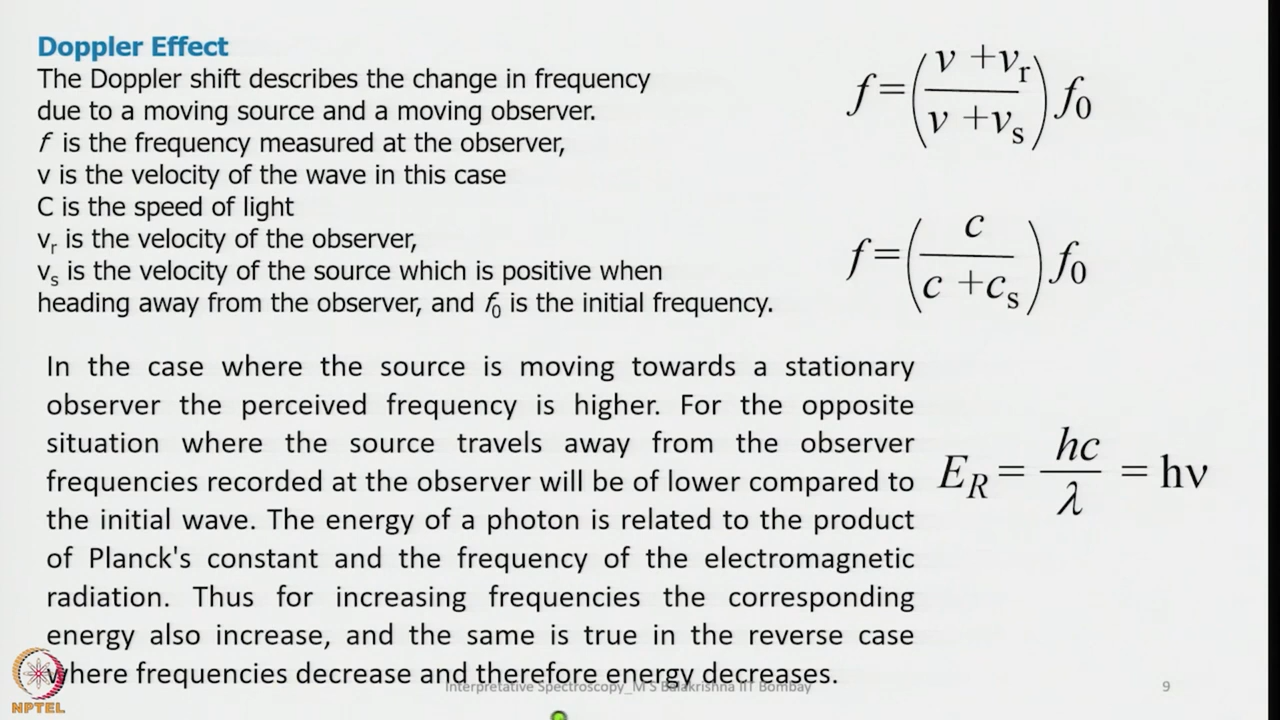 Doppler Effect
The Doppler shift describes the change in frequency
due to a moving source and a moving observer.
f is the frequency measured at the observer,
v is the velocity of the wave in this case
C is the speed of light
vr is the velocity of the observer,
vs is the velocity of the source which is positive when
heading away from the observer, and f0 is the initial frequency.
f=(v +vr / v +vs) f0
f=(c / c +cs) f0
In the case where the source is moving towards a stationary
observer the perceived frequency is higher. For the opposite
situation where the source travels away from the observer
frequencies recorded at the observer will be of lower compared to
the initial wave. The energy of a photon is related to the product
of Planck's constant and the frequency of the electromagnetic
radiation. Thus for increasing frequencies the corresponding
energy also increase, and the same is true in the reverse case
where frequencies decrease and therefore energy decreases.
ER = hc / λ = hν
Interpretative Spectroscopy_M S Balakrishna IIT Bombay
9
NPTEL